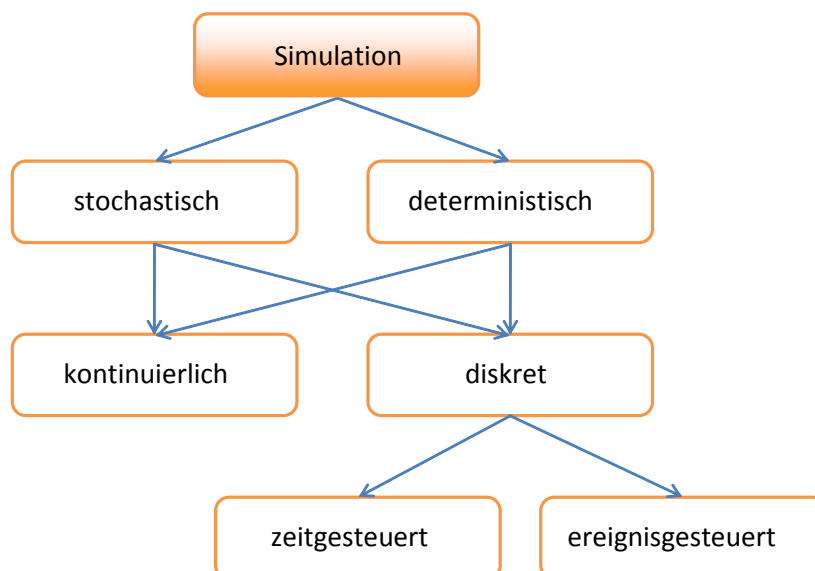 Simulation
stochastisch
deterministisch
kontinuierlich
diskret
zeitgesteuert
ereignisgesteuert